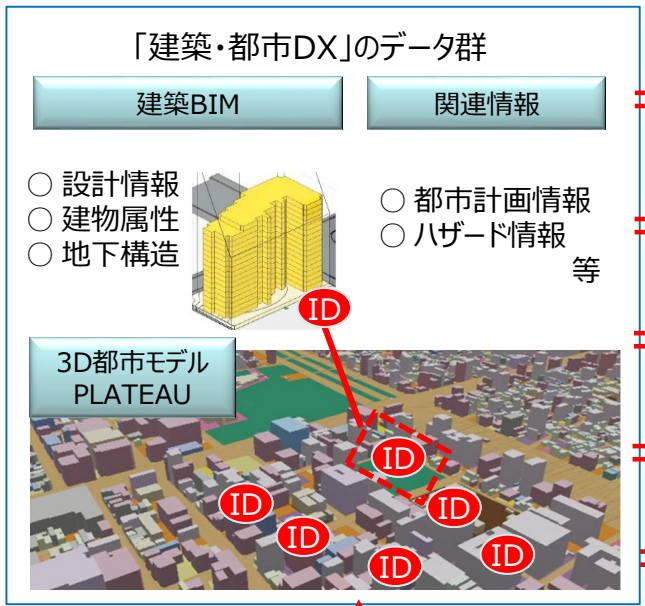 「建築・都市DX」のデータ群
建築BIM
関連情報
○ 設計情報
○ 建物属性
○ 地下構造
○ 都市計画情報
○ ハザード情報
等
ID
3D都市モデル
PLATEAU
ID
ID
ID
ID
ID
ID